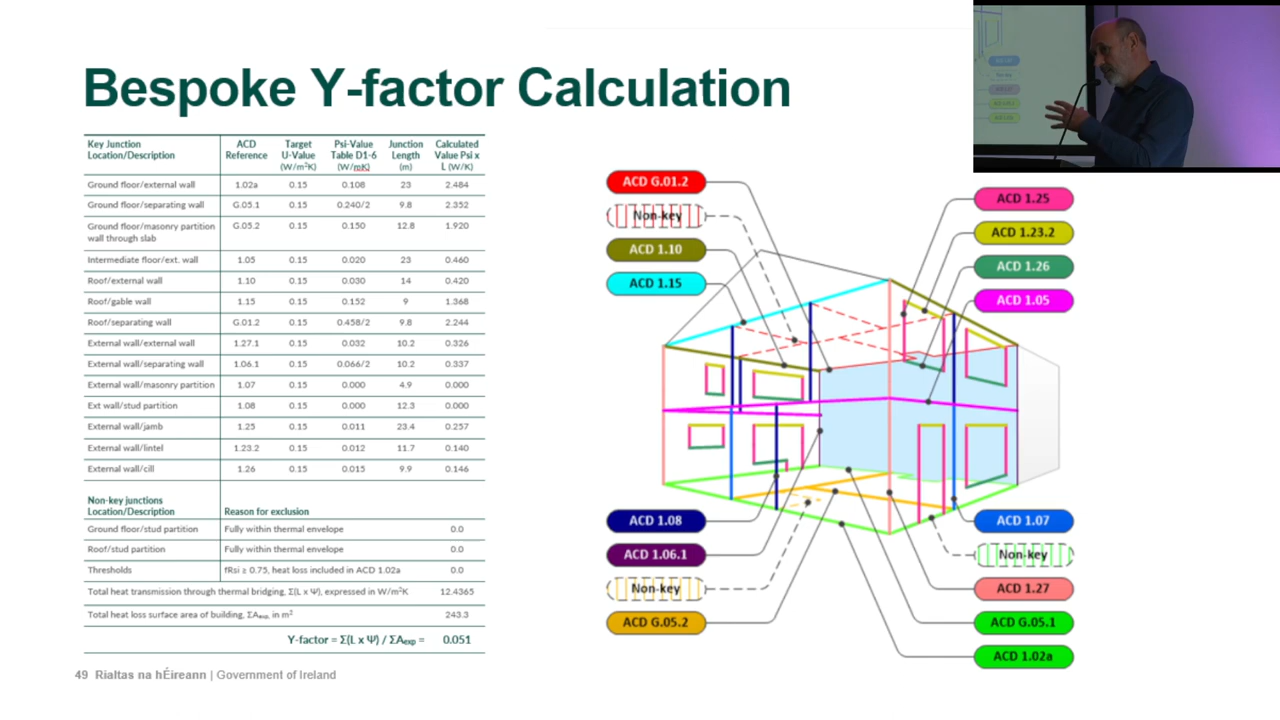 Bespoke Y-factor Calculation
Key Junction Location/Description | ACD Reference | Target U-Value (W/m²K) | Psi-Value Table D1-6 (W/mK) | Junction Length (m) | Calculated Value Psi x L (W/K)
Ground floor/external wall 1.02a 0.15 0.108 23 2.484
Ground floor/separating wall G.05.1 0.15 0.240/2 9.8 2.352
Ground floor/masonry partition wall through slab G.05.2 0.15 0.150 12.8 1.920
Intermediate floor/ext. wall 1.05 0.15 0.020 23 0.460
Roof/external wall 1.10 0.15 0.030 14 0.420
Roof/gable wall 1.15 0.15 0.152 9 1.368
Roof/separating wall G.01.2 0.15 0.458/2 9.8 2.244
External wall/external wall 1.27.1 0.15 0.032 10.2 0.326
External wall/separating wall 1.06.1 0.15 0.066/2 10.2 0.337
External wall/masonry partition 1.07 0.15 0.000 4.9 0.000
Ext wall/stud partition 1.08 0.15 0.000 12.3 0.000
External wall/jamb 1.25 0.15 0.011 23.4 0.257
External wall/lintel 1.23.2 0.15 0.012 11.7 0.140
External wall/cill 1.26 0.15 0.015 9.9 0.146
Non-key junctions Location/Description | Reason for exclusion
Ground floor/stud partition Fully within thermal envelope 0.0
Roof/stud partition Fully within thermal envelope 0.0
Thresholds fRsi ≥ 0.75, heat loss included in ACD 1.02a 0.0
Total heat transmission through thermal bridging, Σ(L x Ψ), expressed in W/m²K 12.4365
Total heat loss surface area of building, ΣAexp, in m² 243.3
Y-factor = Σ(L x Ψ) / ΣAexp = 0.051
ACD G.01.2
Non-key
ACD 1.10
ACD 1.15
ACD 1.25
ACD 1.23.2
ACD 1.26
ACD 1.05
ACD 1.08
ACD 1.06.1
Non-key
ACD G.05.2
ACD 1.07
Non-key
ACD 1.27
ACD G.05.1
ACD 1.02a
49 Rialtas na hÉireann | Government of Ireland